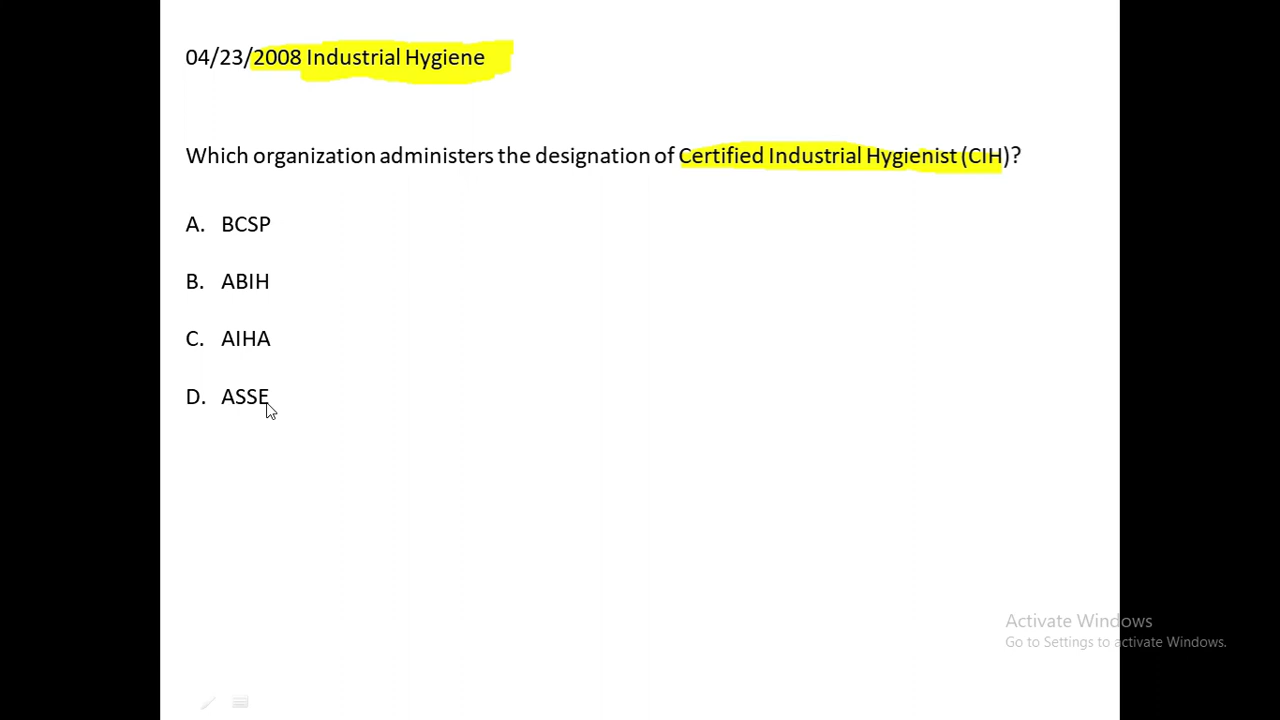 04/23/2008 Industrial Hygiene
Which organization administers the designation of Certified Industrial Hygienist (CIH)?
A. BCSP
B. ABIH
C. AIHA
D. ASSE
Activate Windows
Go to Settings to activate Windows.